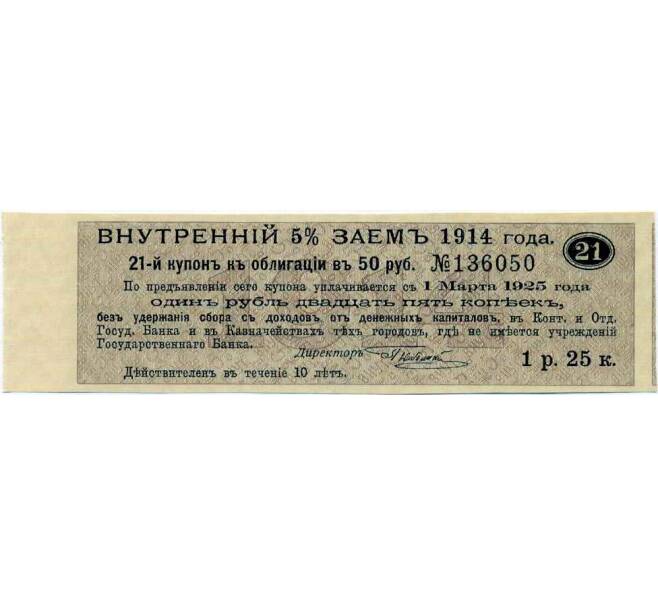 ВНУТРЕННІЙ 5% ЗАЕМЪ 1914 года.
21
21-й купонъ къ облигаціи въ 50 руб. №136050
По предъявленіи сего купона уплачивается съ 1 Марта 1925 года
одинъ рубль двадцать пять копѣекъ,
безъ удержанія сбора съ доходовъ отъ денежныхъ капиталовъ, въ Конт. и Отд.
Госуд. Банка и въ Казначействахъ тѣхъ городовъ, гдѣ не имѣется учрежденій
Государственнаго Банка.
Директоръ
1 р. 25 к.
Дѣйствителенъ въ теченіе 10 лѣтъ.